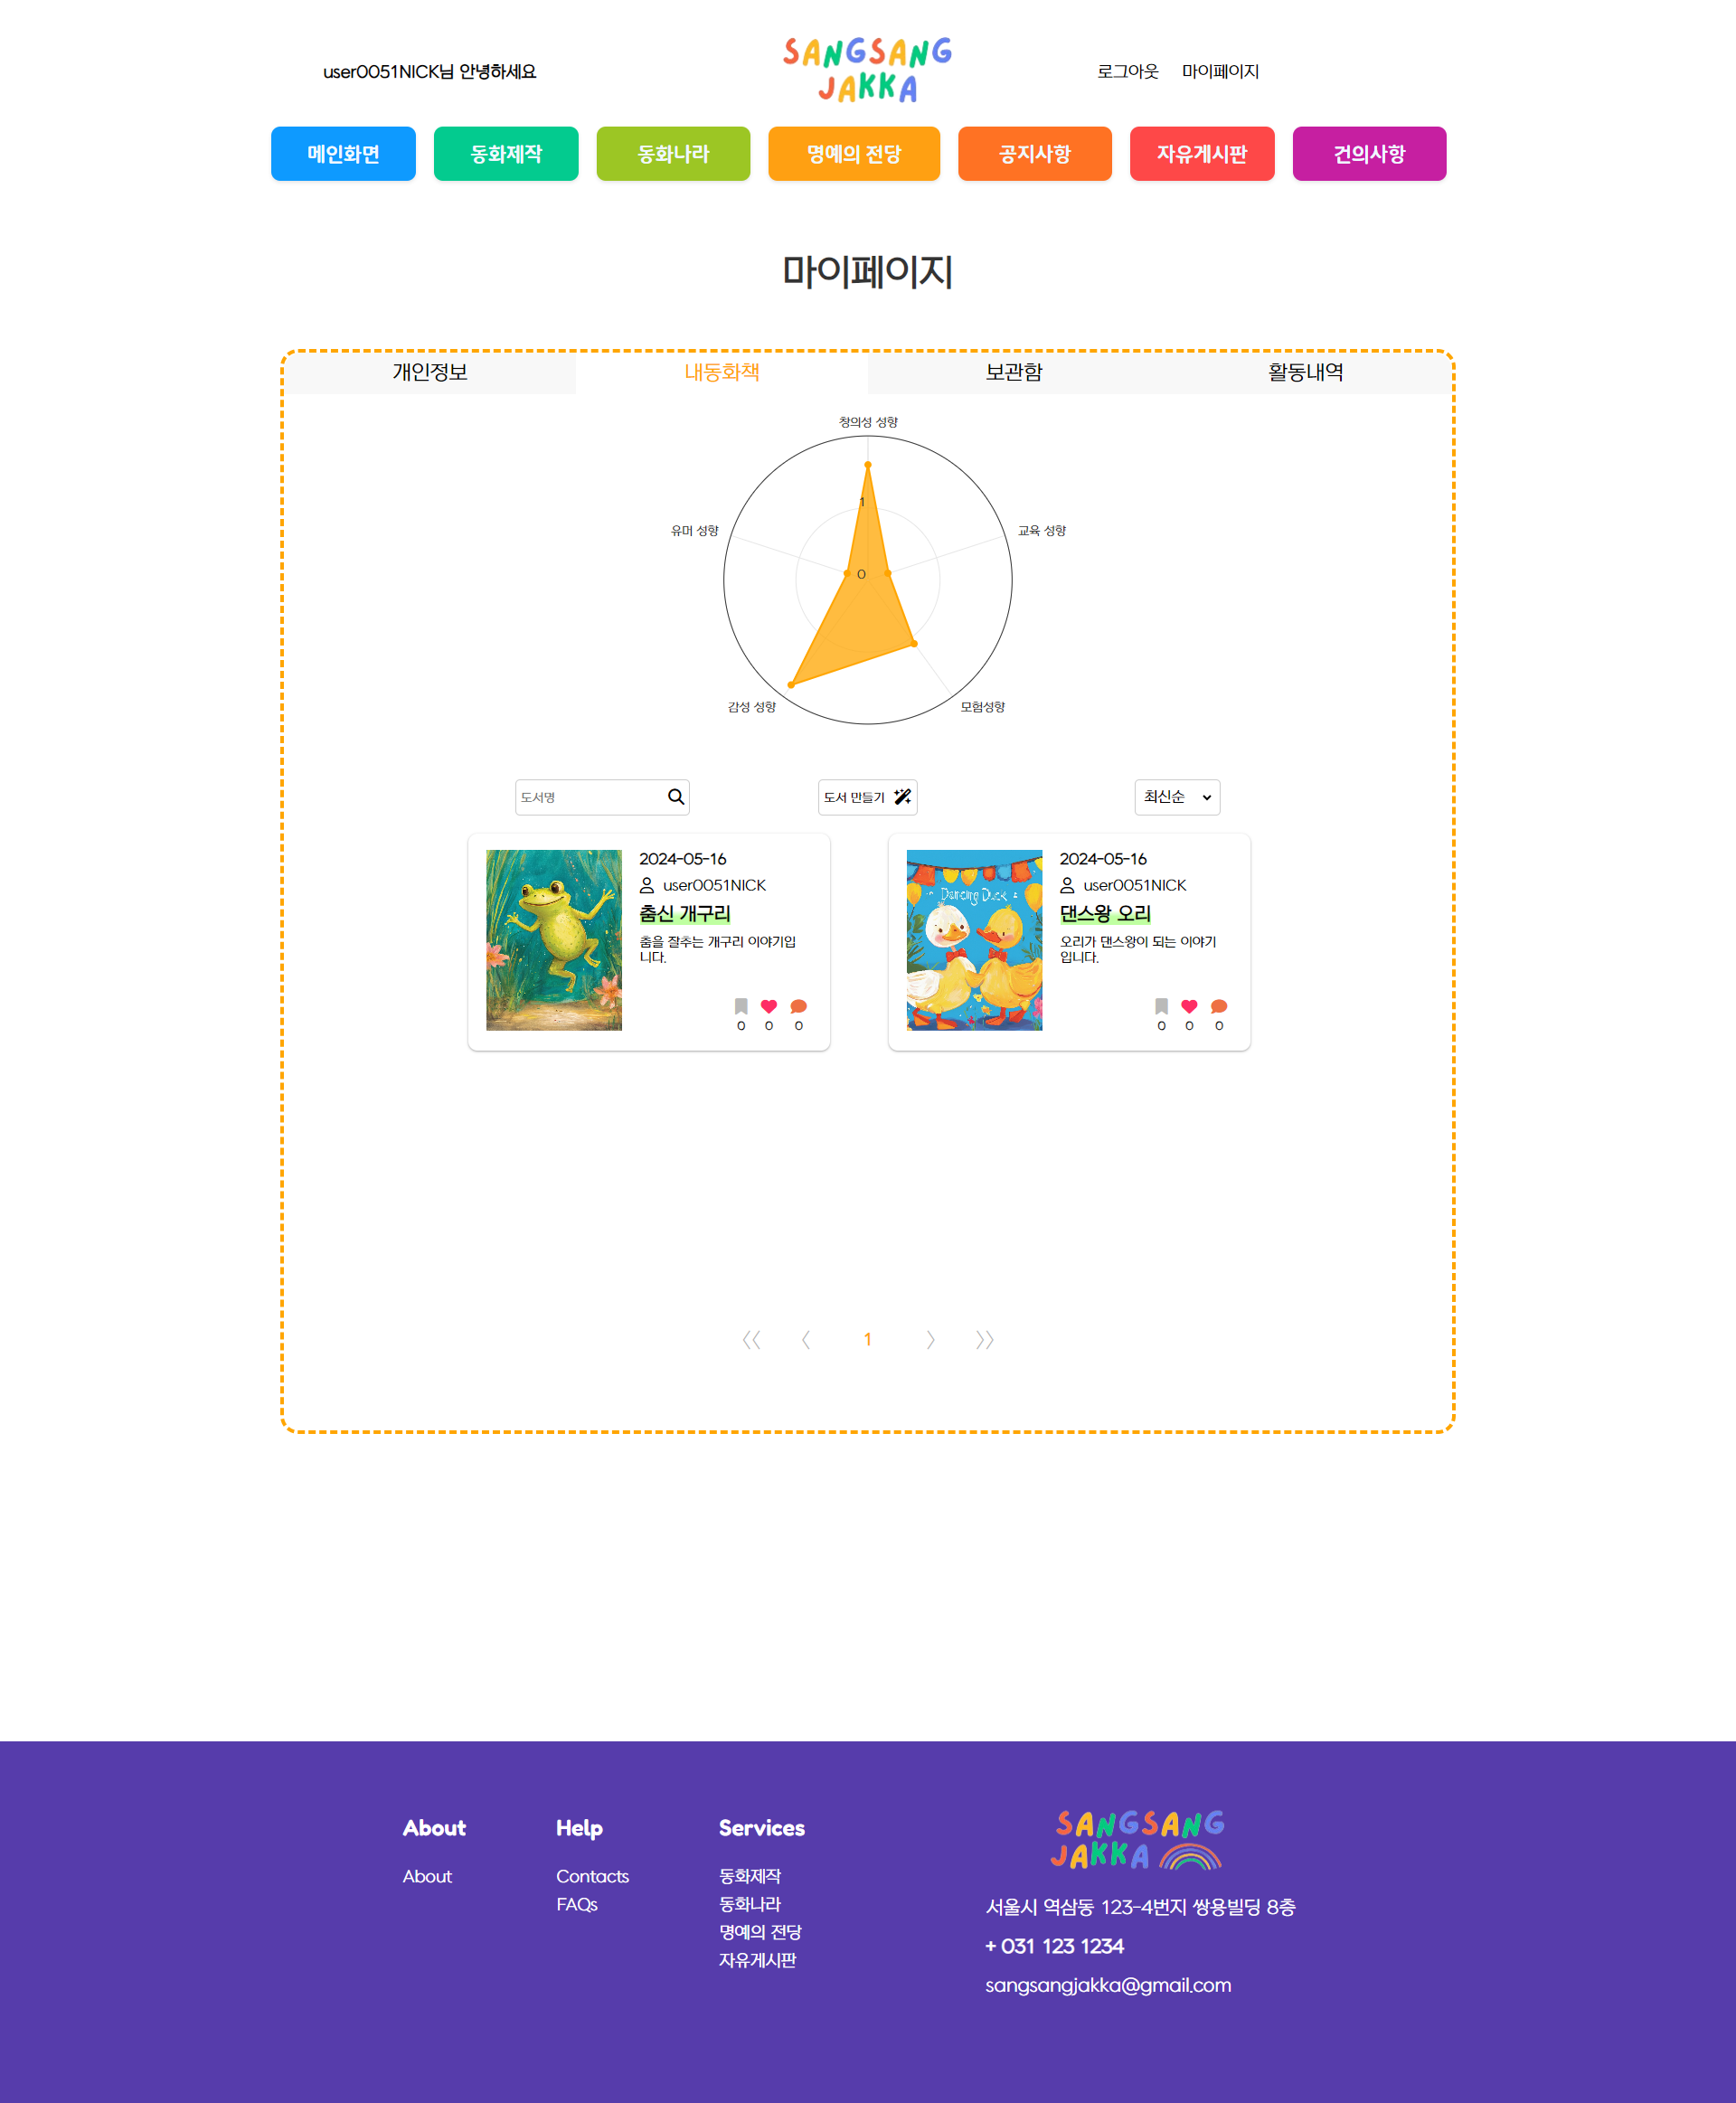 user0051NICK님 안녕하세요
SANGSANG
JAKKA
로그아웃 마이페이지
메인화면 동화제작 동화나라 명예의 전당 공지사항 자유게시판 건의사항
마이페이지
개인정보 내동화책 보관함 활동내역
창의성 성향
1
유머 성향
교육 성향
0
감성 성향
모험성향
도서명
도서 만들기
최신순
2024-05-16
user0051NICK
춤신 개구리
춤을 잘추는 개구리 이야기입
니다.
0 0 0
Dancing Duck
2024-05-16
user0051NICK
댄스왕 오리
오리가 댄스왕이 되는 이야기
입니다.
0 0 0
1
About
About
Help
Contacts
FAQs
Services
동화제작
동화나라
명예의 전당
자유게시판
SANGSANG
JAKKA
서울시 역삼동 123-4번지 쌍용빌딩 8층
+ 031 123 1234
sangsangjakka@gmail.com